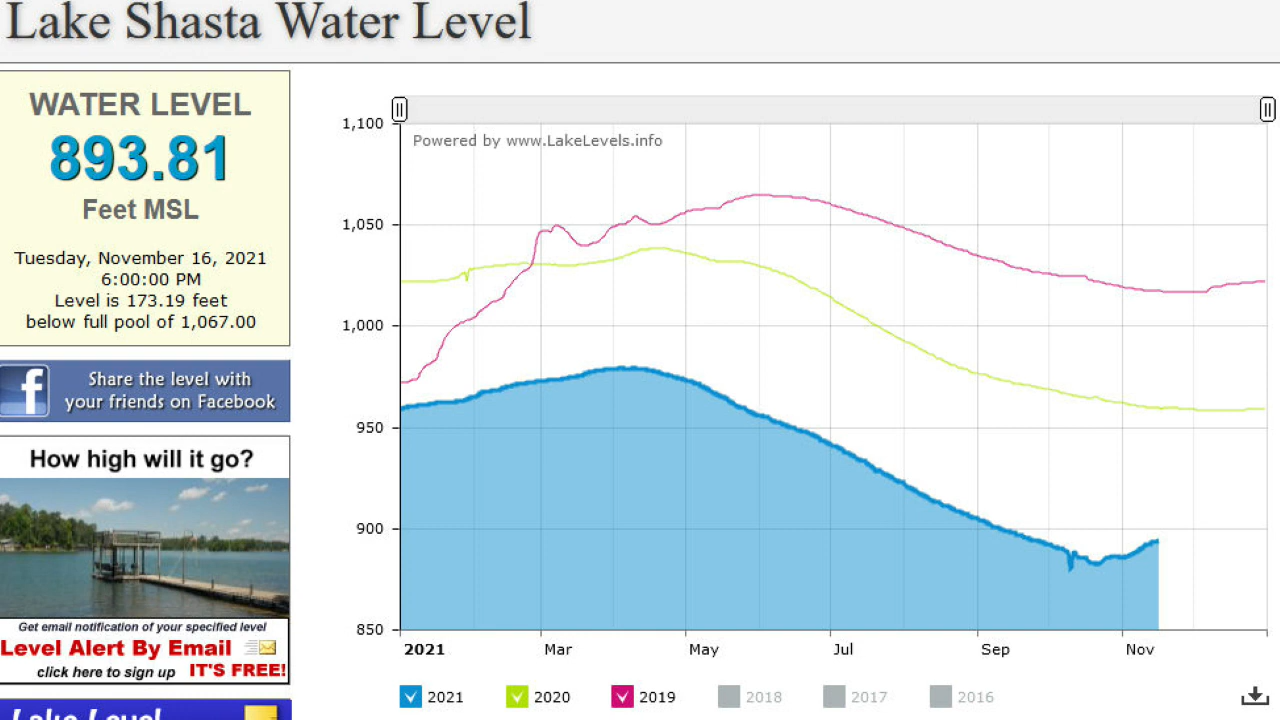 Lake Shasta Water Level
WATER LEVEL
893.81
Feet MSL
Tuesday, November 16, 2021
6:00:00 PM
Level is 173.19 feet
below full pool of 1,067.00
f
Share the level with
your friends on Facebook
How high will it go?
Get email notification of your specified level
Level Alert By Email
click here to sign up IT'S FREE!
Lake Level
Powered by www.LakeLevels.info
1,100
1,050
1,000
950
900
850
2021 Mar May Jul Sep Nov
2021 2020 2019 2018 2017 2016